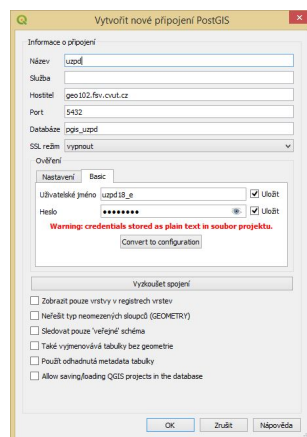 Vytvořit nové připojení PostGIS
Informace o připojení
Název uzpd
Služba
Hostitel geo102.fsv.cvut.cz
Port 5432
Databáze pgis_uzpd
SSL režim vypnout
Ověření
Nastavení Basic
Uživatelské jméno uzpd18_e Uložit
Heslo ●●●●●●●● Uložit
Warning: credentials stored as plain text in soubor projektu.
Convert to configuration
Vyzkoušet spojení
Zobrazit pouze vrstvy v registrech vrstev
Neřešit typ neomezených sloupců (GEOMETRY)
Sledovat pouze 'veřejné' schéma
Také vyjmenovává tabulky bez geometrie
Použít odhadnutá metadata tabulky
Allow saving/loading QGIS projects in the database
OK Zrušit Nápověda